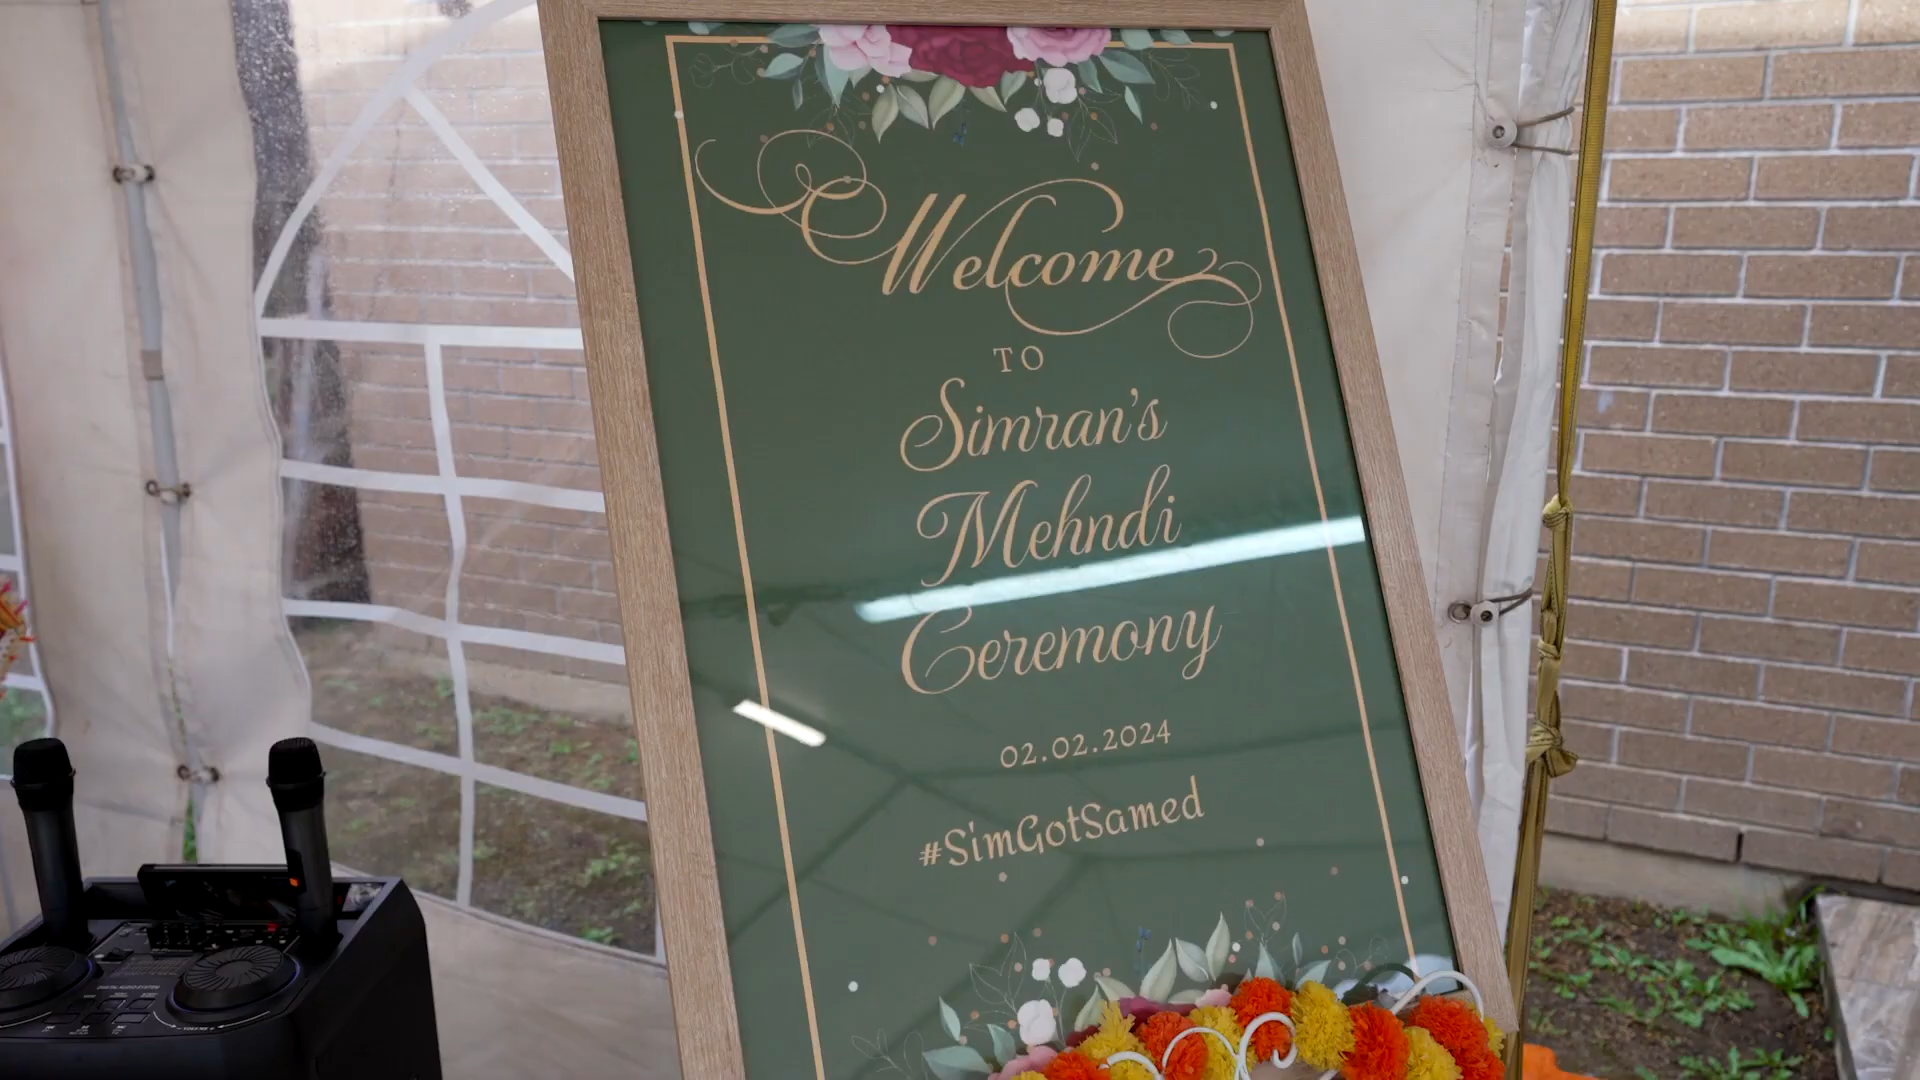 Welcome
TO
Simran's
Mehndi
Ceremony
02.02.2024
#SimGotSamed